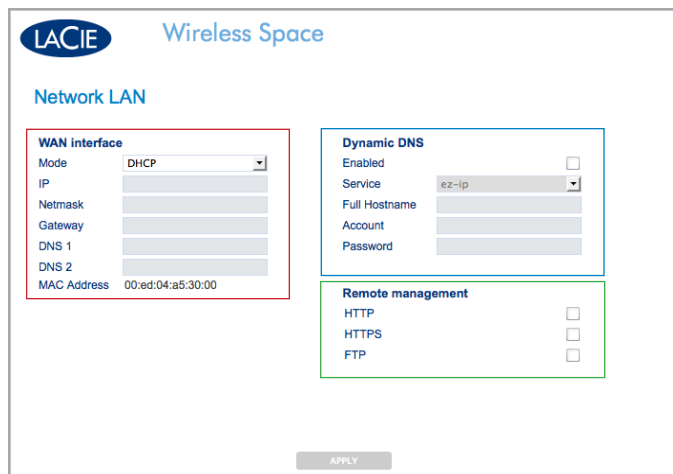 LACIE
Wireless Space
Network LAN
WAN interface
Mode DHCP
IP
Netmask
Gateway
DNS 1
DNS 2
MAC Address 00:ed:04:a5:30:00
Dynamic DNS
Enabled
Service ez-ip
Full Hostname
Account
Password
Remote management
HTTP
HTTPS
FTP
APPLY